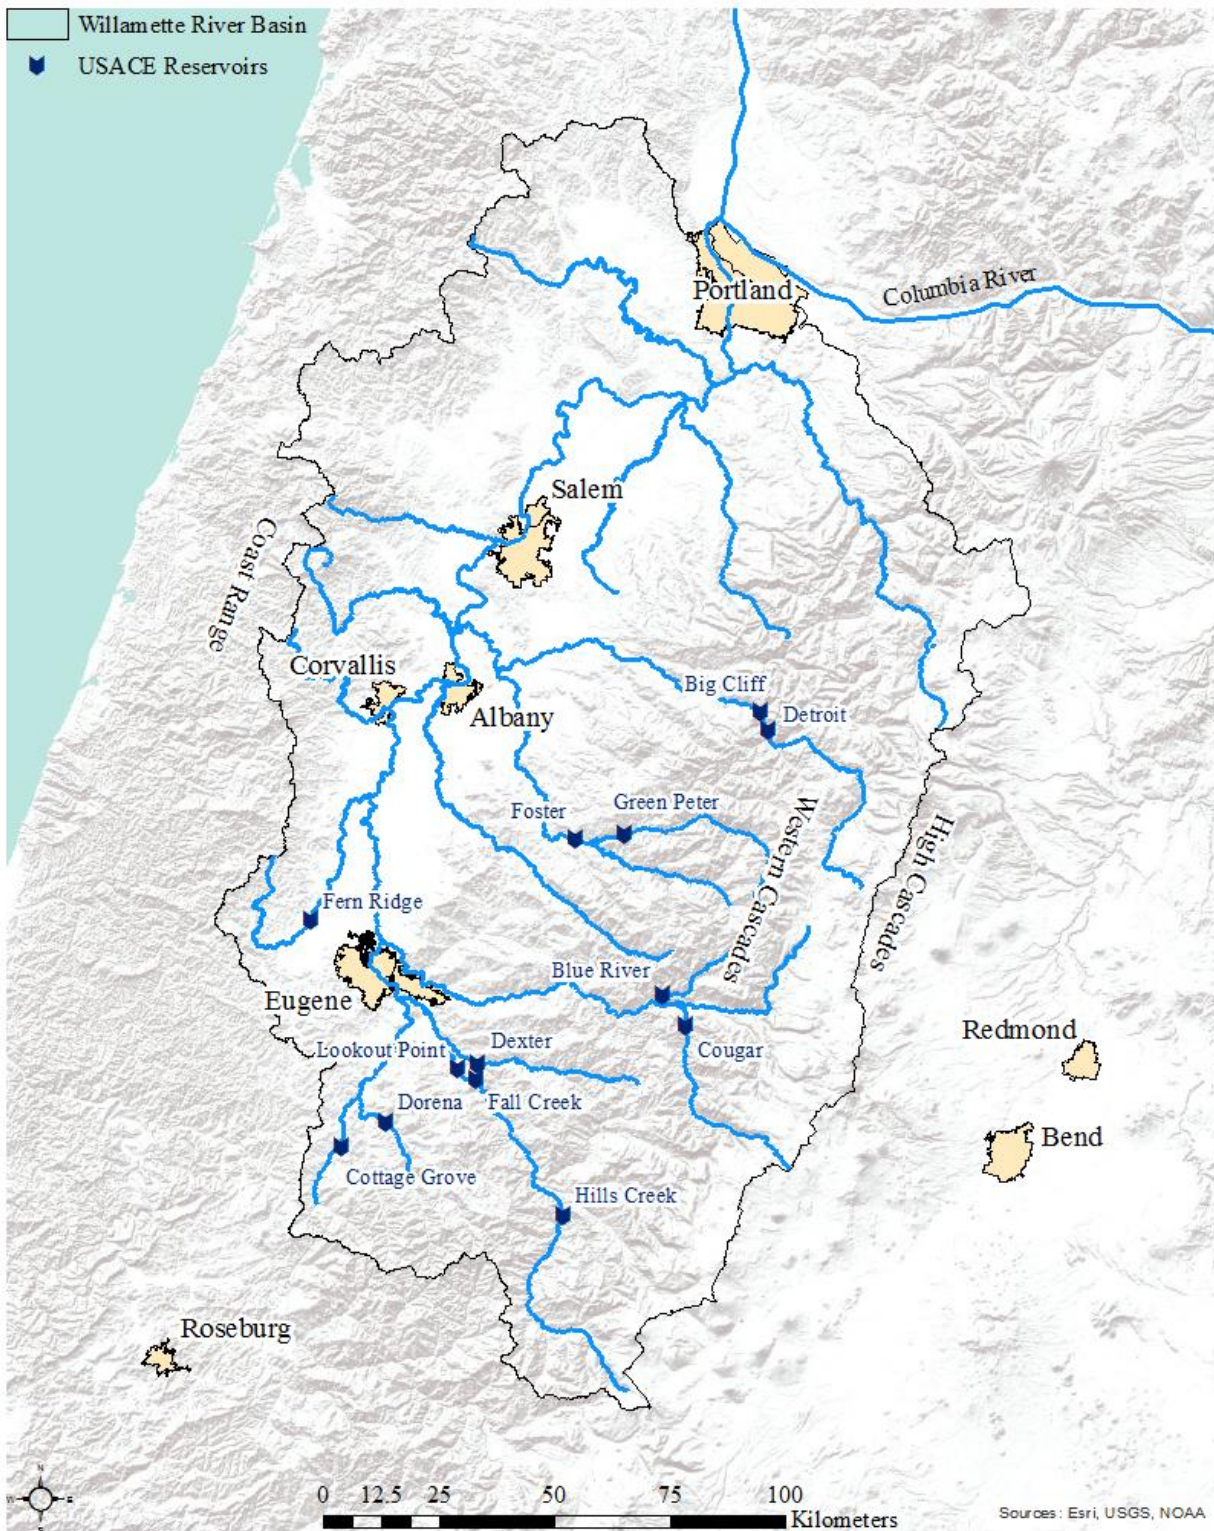 Willamette River Basin
USACE Reservoirs
Portland
Columbia River
Salem
Coast Range
Corvallis
Albany
Big Cliff
Detroit
Foster
Green Peter
Western Cascades
High Cascades
Fern Ridge
Blue River
Eugene
Cougar
Redmond
Lookout Point
Dexter
Dorena
Fall Creek
Bend
Cottage Grove
Hills Creek
Roseburg
N
W
E
S
0 12.5 25 50 75 100
Kilometers
Sources: Esri, USGS, NOAA